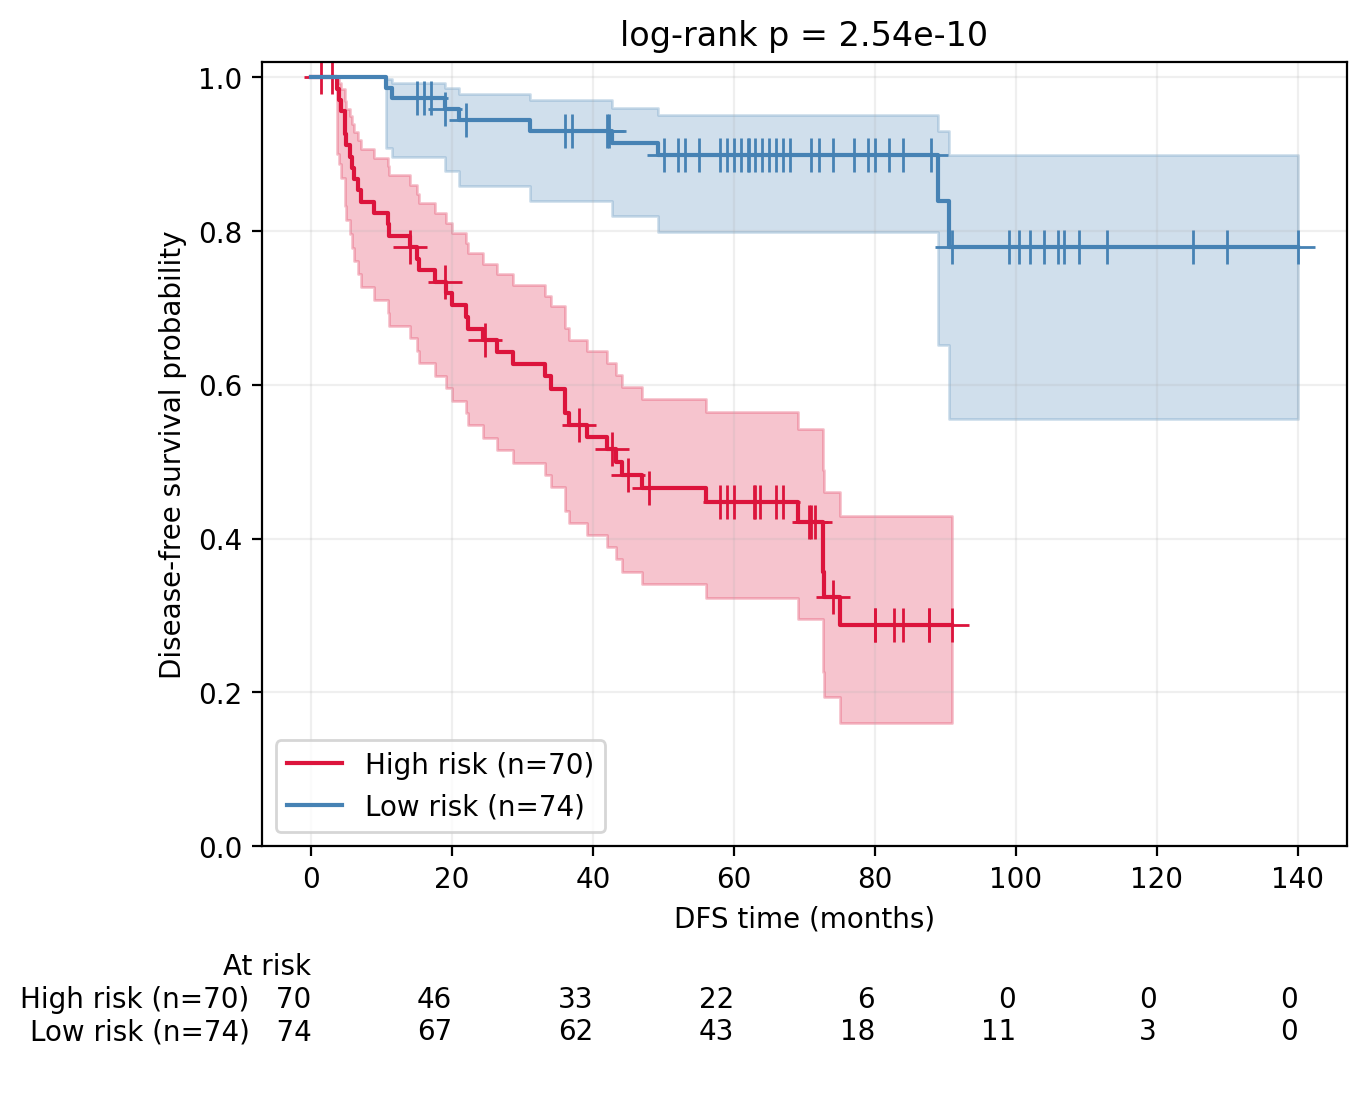 log-rank p = 2.54e-10
Disease-free survival probability
1.0
0.8
0.6
0.4
0.2
0.0
High risk (n=70)
Low risk (n=74)
0 20 40 60 80 100 120 140
DFS time (months)
At risk
High risk (n=70) 70 46 33 22 6 0 0 0
Low risk (n=74) 74 67 62 43 18 11 3 0